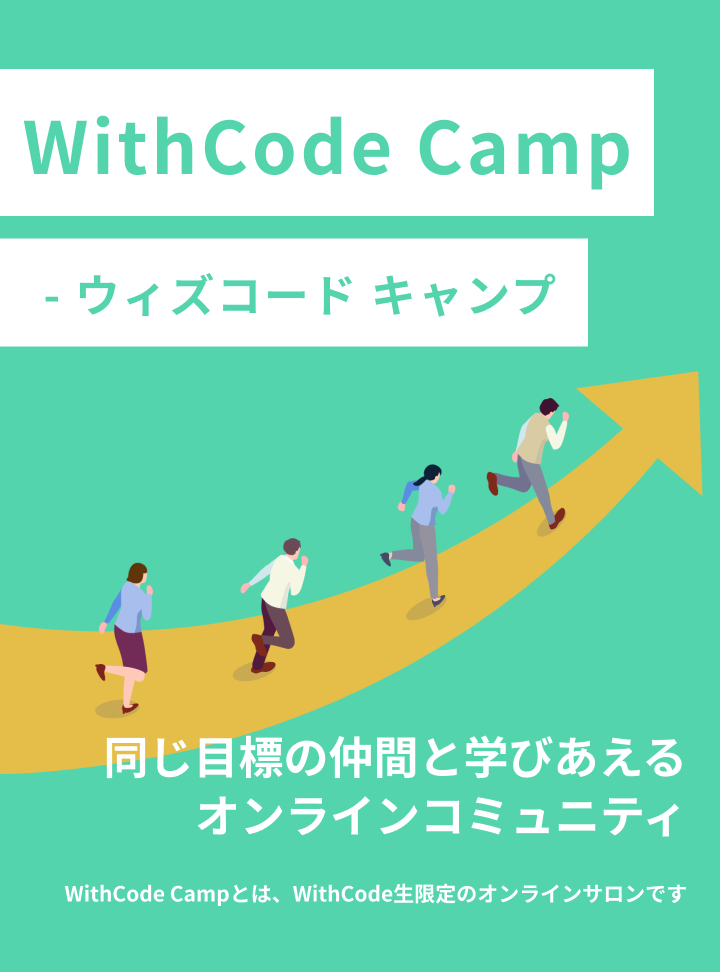 WithCode Camp
- ウィズコード キャンプ
同じ目標の仲間と学びあえる
オンラインコミュニティ
WithCode Campとは、WithCode生限定のオンラインサロンです